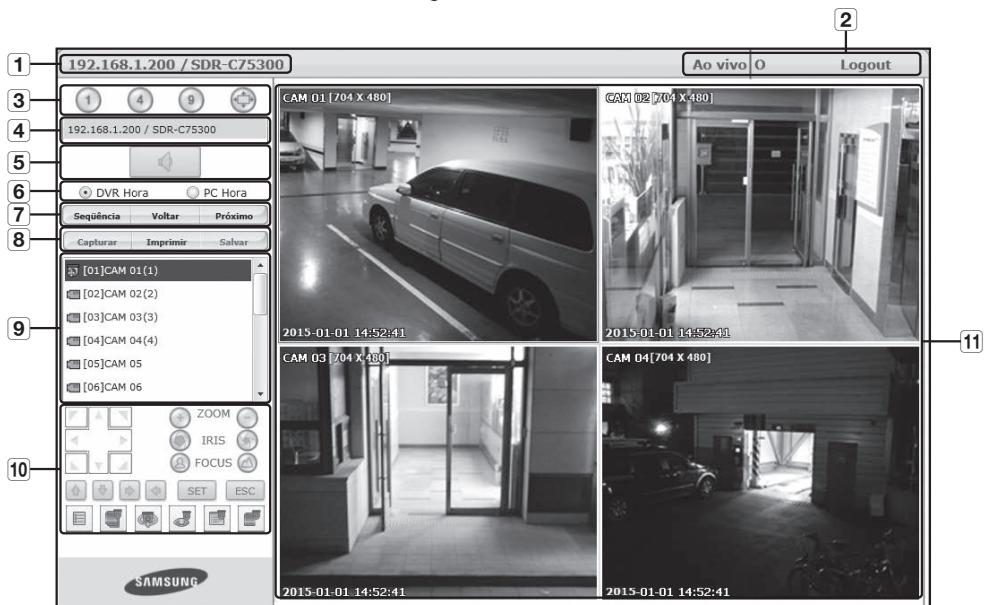 2
1
192.168.1.200 / SDR-C75300
Ao vivo O Logout
3
1 4 9
4
192.168.1.200 / SDR-C75300
5
6
DVR Hora PC Hora
7
Seqüência Voltar Próximo
8
Capturar Imprimir Salvar
9
[01]CAM 01(1)
[02]CAM 02(2)
[03]CAM 03(3)
[04]CAM 04(4)
[05]CAM 05
[06]CAM 06
10
ZOOM
IRIS
FOCUS
SET ESC
SAMSUNG
CAM 01 [704 X 480]
2015-01-01 14:52:41
CAM 02 [704 X 480]
2015-01-01 14:52:41
CAM 03 [704 X 480]
2015-01-01 14:52:41
CAM 04[704 X 480]
2015-01-01 14:52:41
11